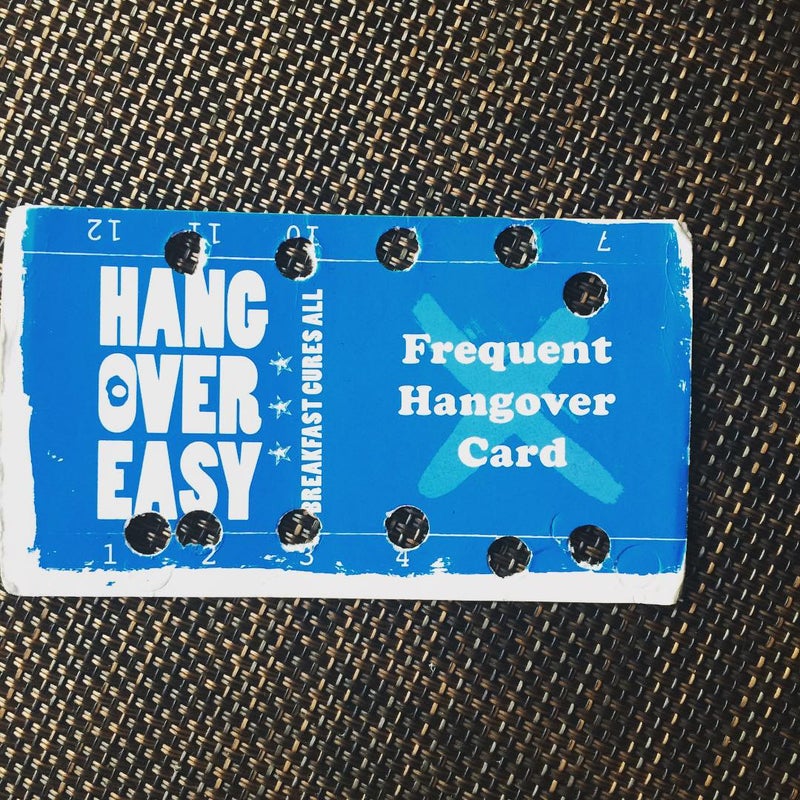 12 11 10 7
HANG
OVER
EASY
BREAKFAST CURES ALL
Frequent
Hangover
Card
1 2 3 4